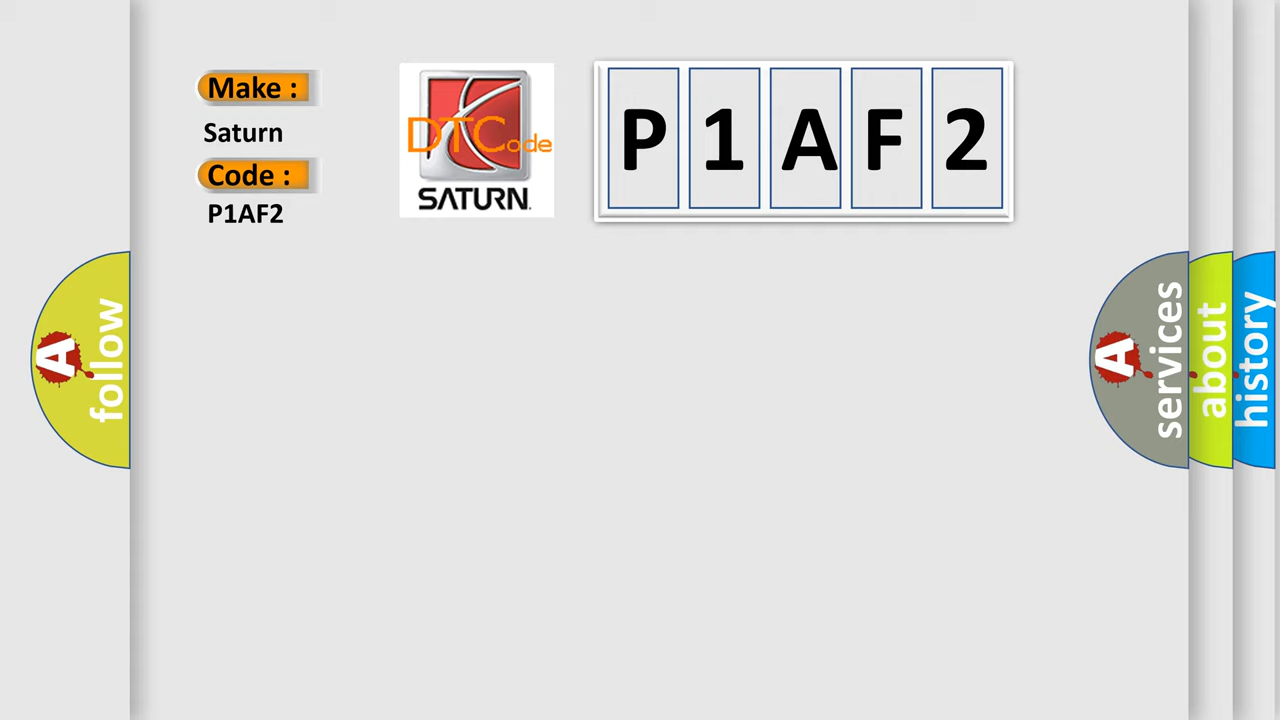 Make :
Saturn
Code :
P1AF2
DTCode
SATURN.
P 1 A F 2
A
follow
A
services
about
history